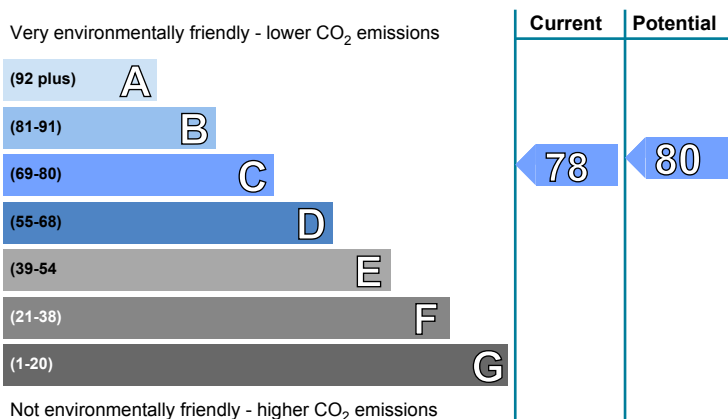 Current Potential
Very environmentally friendly - lower CO2 emissions
(92 plus) A
(81-91) B
(69-80) C
78 80
(55-68) D
(39-54 E
(21-38) F
(1-20) G
Not environmentally friendly - higher CO2 emissions